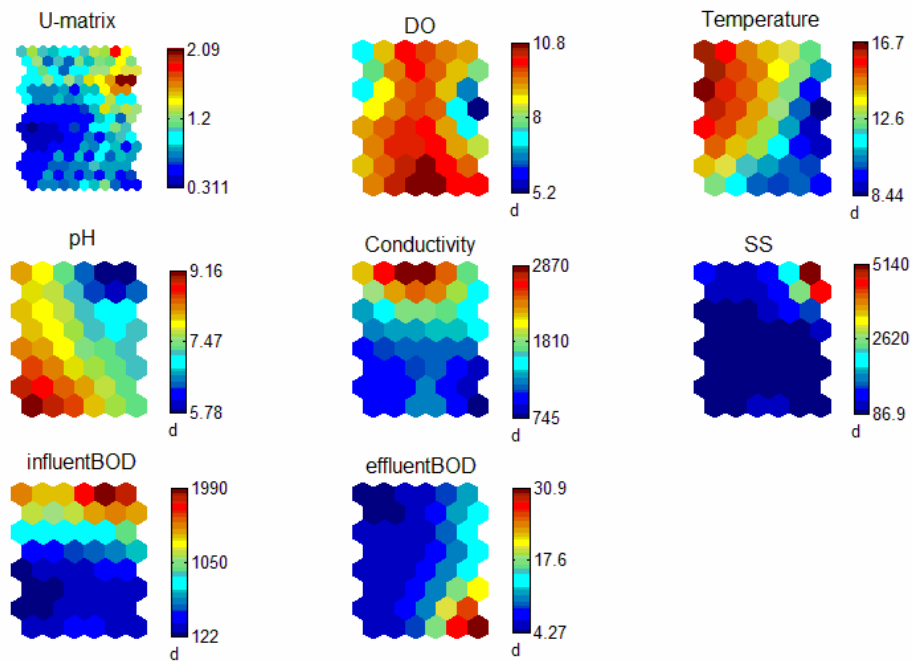 U-matrix
2.09
1.2
0.311
DO
10.8
8
5.2
d
Temperature
16.7
12.6
8.44
d
pH
9.16
7.47
5.78
d
Conductivity
2870
1810
745
d
SS
5140
2620
86.9
d
influentBOD
1990
1050
122
d
effluentBOD
30.9
17.6
4.27
d